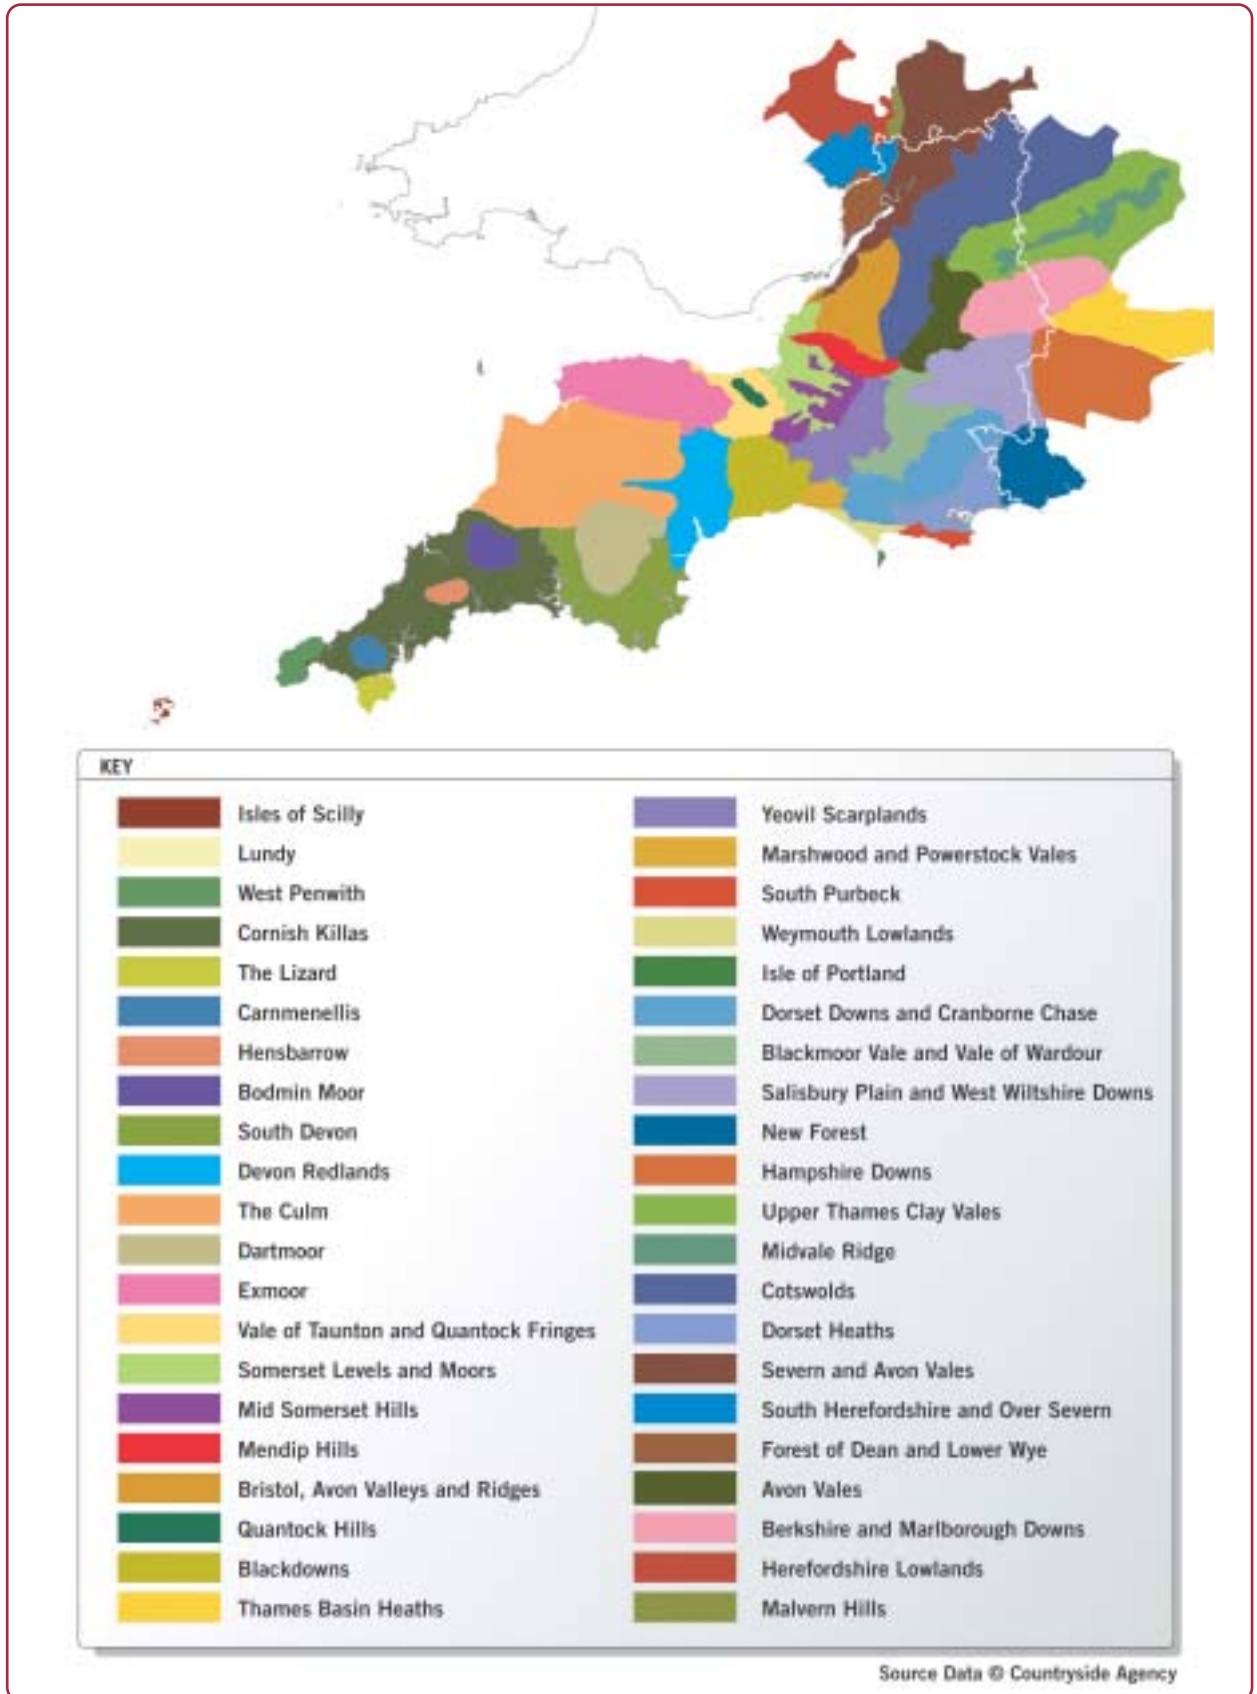 KEY
Isles of Scilly
Lundy
West Penwith
Cornish Killas
The Lizard
Carnmenellis
Hensbarrow
Bodmin Moor
South Devon
Devon Redlands
The Culm
Dartmoor
Exmoor
Vale of Taunton and Quantock Fringes
Somerset Levels and Moors
Mid Somerset Hills
Mendip Hills
Bristol, Avon Valleys and Ridges
Quantock Hills
Blackdowns
Thames Basin Heaths
Yeovil Scarplands
Marshwood and Powerstock Vales
South Purbeck
Weymouth Lowlands
Isle of Portland
Dorset Downs and Cranborne Chase
Blackmoor Vale and Vale of Wardour
Salisbury Plain and West Wiltshire Downs
New Forest
Hampshire Downs
Upper Thames Clay Vales
Midvale Ridge
Cotswolds
Dorset Heaths
Severn and Avon Vales
South Herefordshire and Over Severn
Forest of Dean and Lower Wye
Avon Vales
Berkshire and Marlborough Downs
Herefordshire Lowlands
Malvern Hills
Source Data © Countryside Agency